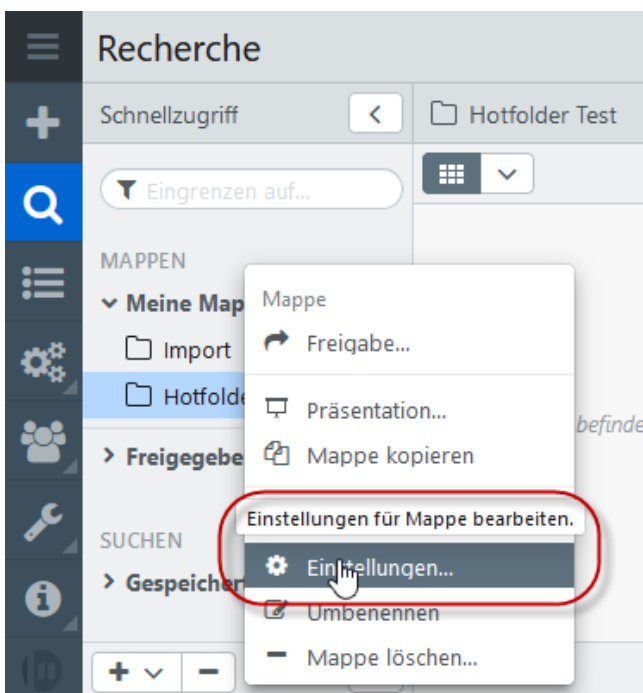 Recherche
Schnellzugriff
Hotfolder Test
Eingrenzen auf...
MAPPEN
Meine Map
Import
Hotfolde
Freigegebe
SUCHEN
Gespeicher
Mappe
Freigabe...
Präsentation...
Mappe kopieren
Einstellungen für Mappe bearbeiten.
Einstellungen...
Umbenennen
Mappe löschen...
befinde